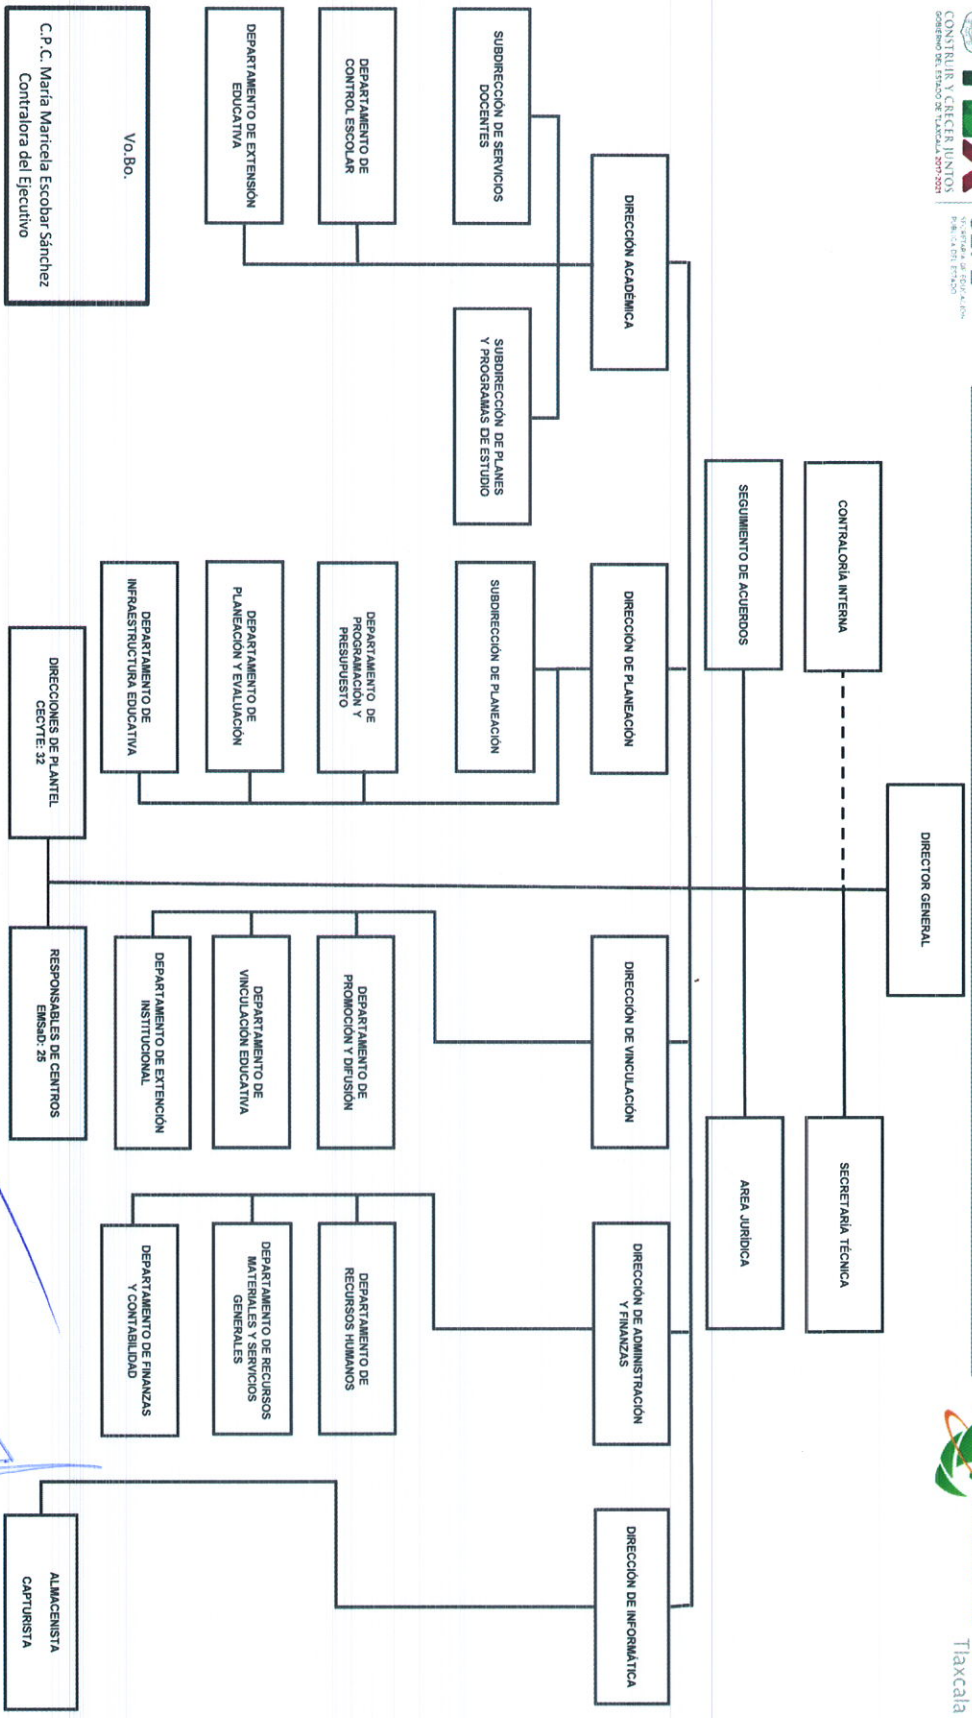 CONSTRUIR Y CRECER JUNTOS
GOBIERNO DEL ESTADO DE TLAXCALA 2017-2021
SECRETARÍA DE EDUCACIÓN
PÚBLICA DEL ESTADO
Tlaxcala
DIRECTOR GENERAL
CONTRALORÍA INTERNA
SECRETARÍA TÉCNICA
SEGUIMIENTO DE ACUERDOS
AREA JURÍDICA
DIRECCIÓN ACADÉMICA
DIRECCIÓN DE PLANEACIÓN
DIRECCIÓN DE VINCULACIÓN
DIRECCIÓN DE ADMINISTRACIÓN
Y FINANZAS
DIRECCIÓN DE INFORMÁTICA
SUBDIRECCIÓN DE SERVICIOS
DOCENTES
SUBDIRECCIÓN DE PLANES
Y PROGRAMAS DE ESTUDIO
SUBDIRECCIÓN DE PLANEACIÓN
DEPARTAMENTO DE
CONTROL ESCOLAR
DEPARTAMENTO DE
PROGRAMACIÓN Y
PRESUPUESTO
DEPARTAMENTO DE
PROMOCIÓN Y DIFUSIÓN
DEPARTAMENTO DE
RECURSOS HUMANOS
DEPARTAMENTO DE EXTENSIÓN
EDUCATIVA
DEPARTAMENTO DE
PLANEACIÓN Y EVALUACIÓN
DEPARTAMENTO DE
VINCULACIÓN EDUCATIVA
DEPARTAMENTO DE RECURSOS
MATERIALES Y SERVICIOS
GENERALES
DEPARTAMENTO DE
INFRAESTRUCTURA EDUCATIVA
DEPARTAMENTO DE EXTENCIÓN
INSTITUCIONAL
DEPARTAMENTO DE FINANZAS
Y CONTABILIDAD
Vo.Bo.
C.P.C. María Maricela Escobar Sánchez
Contralora del Ejecutivo
DIRECCIONES DE PLANTEL
CECYTE: 32
RESPONSABLES DE CENTROS
EMSaD: 25
ALMACENISTA
CAPTURISTA